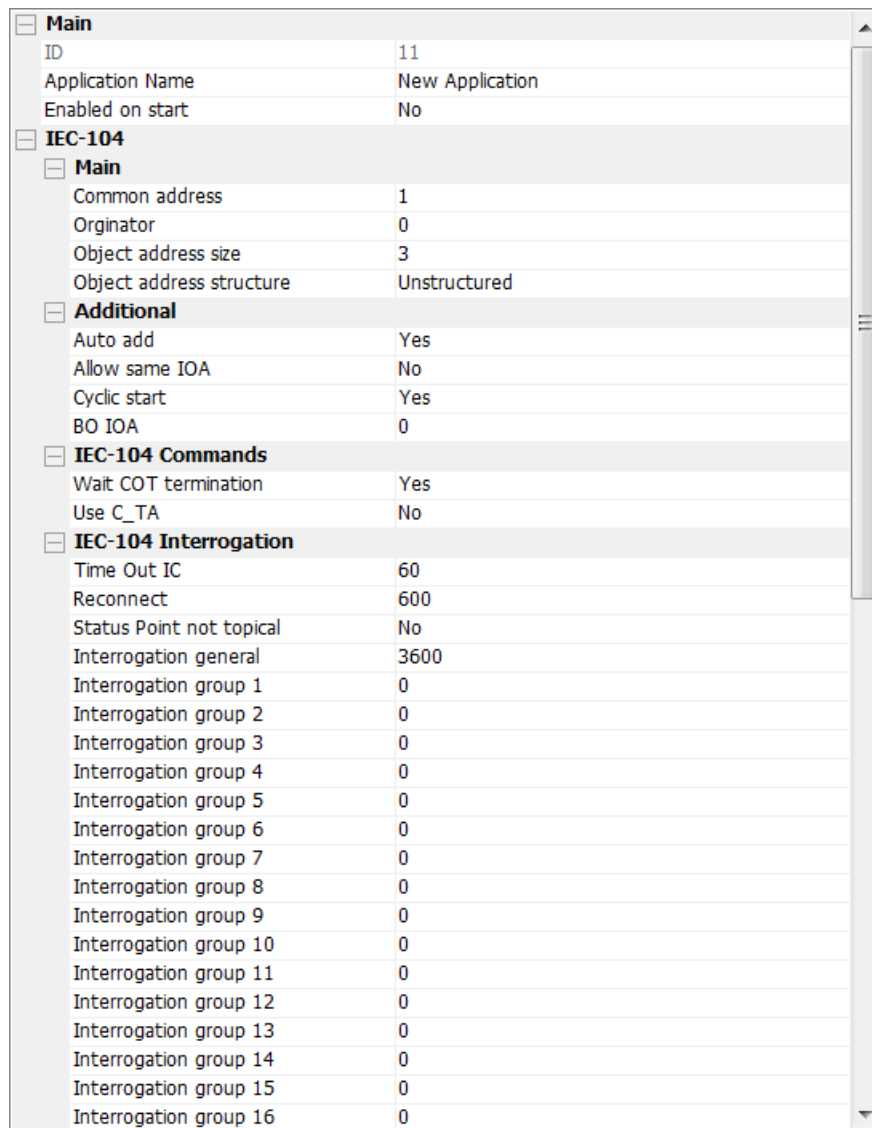 Main
ID 11
Application Name New Application
Enabled on start No
IEC-104
Main
Common address 1
Orginator 0
Object address size 3
Object address structure Unstructured
Additional
Auto add Yes
Allow same IOA No
Cyclic start Yes
BO IOA 0
IEC-104 Commands
Wait COT termination Yes
Use C_TA No
IEC-104 Interrogation
Time Out IC 60
Reconnect 600
Status Point not topical No
Interrogation general 3600
Interrogation group 1 0
Interrogation group 2 0
Interrogation group 3 0
Interrogation group 4 0
Interrogation group 5 0
Interrogation group 6 0
Interrogation group 7 0
Interrogation group 8 0
Interrogation group 9 0
Interrogation group 10 0
Interrogation group 11 0
Interrogation group 12 0
Interrogation group 13 0
Interrogation group 14 0
Interrogation group 15 0
Interrogation group 16 0